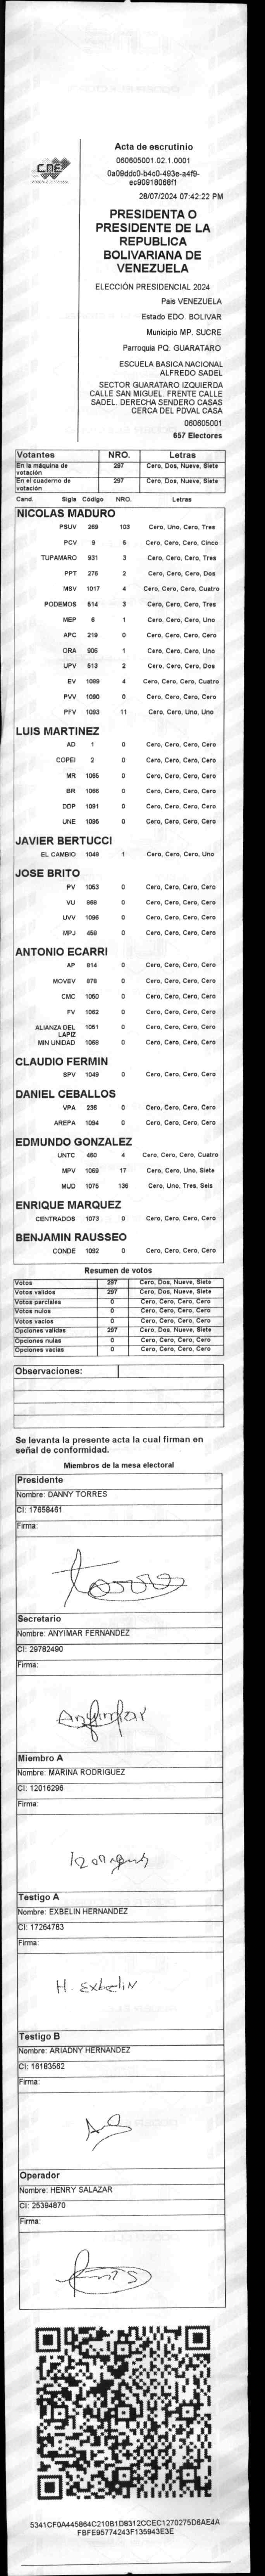 CNE
Acta de escrutinio
060605001.02.1.0001
0a09ddc0-b4c0-493e-a4f9-
ec90918068f1
28/07/2024 07:42:22 PM
PRESIDENTA O
PRESIDENTE DE LA
REPUBLICA
BOLIVARIANA DE
VENEZUELA
ELECCIÓN PRESIDENCIAL 2024
Pais VENEZUELA
Estado EDO. BOLIVAR
Municipio MP. SUCRE
Parroquia PQ. GUARATARO
ESCUELA BASICA NACIONAL
ALFREDO SADEL
SECTOR GUARATARO IZQUIERDA
CALLE SAN MIGUEL. FRENTE CALLE
SADEL. DERECHA SENDERO CASAS
CERCA DEL PDVAL CASA
060605001
657 Electores
Votantes NRO. Letras
En la máquina de votación 297 Cero, Dos, Nueve, Siete
En el cuaderno de votación 297 Cero, Dos, Nueve, Siete
Cand. Sigla Código NRO. Letras
NICOLAS MADURO
PSUV 269 103 Cero, Uno, Cero, Tres
PCV 9 5 Cero, Cero, Cero, Cinco
TUPAMARO 931 3 Cero, Cero, Cero, Tres
PPT 276 2 Cero, Cero, Cero, Dos
MSV 1017 4 Cero, Cero, Cero, Cuatro
PODEMOS 514 3 Cero, Cero, Cero, Tres
MEP 6 1 Cero, Cero, Cero, Uno
APC 219 0 Cero, Cero, Cero, Cero
ORA 906 1 Cero, Cero, Cero, Uno
UPV 513 2 Cero, Cero, Cero, Dos
EV 1089 4 Cero, Cero, Cero, Cuatro
PVV 1090 0 Cero, Cero, Cero, Cero
PFV 1093 11 Cero, Cero, Uno, Uno
LUIS MARTINEZ
AD 1 0 Cero, Cero, Cero, Cero
COPEI 2 0 Cero, Cero, Cero, Cero
MR 1065 0 Cero, Cero, Cero, Cero
BR 1066 0 Cero, Cero, Cero, Cero
DDP 1091 0 Cero, Cero, Cero, Cero
UNE 1095 0 Cero, Cero, Cero, Cero
JAVIER BERTUCCI
EL CAMBIO 1048 1 Cero, Cero, Cero, Uno
JOSE BRITO
PV 1053 0 Cero, Cero, Cero, Cero
VU 969 0 Cero, Cero, Cero, Cero
UVV 1096 0 Cero, Cero, Cero, Cero
MPJ 458 0 Cero, Cero, Cero, Cero
ANTONIO ECARRI
AP 814 0 Cero, Cero, Cero, Cero
MOVEV 878 0 Cero, Cero, Cero, Cero
CMC 1050 0 Cero, Cero, Cero, Cero
FV 1062 0 Cero, Cero, Cero, Cero
ALIANZA DEL LAPIZ 1051 0 Cero, Cero, Cero, Cero
MIN UNIDAD 1068 0 Cero, Cero, Cero, Cero
CLAUDIO FERMIN
SPV 1049 0 Cero, Cero, Cero, Cero
DANIEL CEBALLOS
VPA 236 0 Cero, Cero, Cero, Cero
AREPA 1094 0 Cero, Cero, Cero, Cero
EDMUNDO GONZALEZ
UNTC 460 4 Cero, Cero, Cero, Cuatro
MPV 1069 17 Cero, Cero, Uno, Siete
MUD 1075 136 Cero, Uno, Tres, Seis
ENRIQUE MARQUEZ
CENTRADOS 1073 0 Cero, Cero, Cero, Cero
BENJAMIN RAUSSEO
CONDE 1092 0 Cero, Cero, Cero, Cero
Resumen de votos
Votos 297 Cero, Dos, Nueve, Siete
Votos validos 297 Cero, Dos, Nueve, Siete
Votos parciales 0 Cero, Cero, Cero, Cero
Votos nulos 0 Cero, Cero, Cero, Cero
Votos vacios 0 Cero, Cero, Cero, Cero
Opciones validas 297 Cero, Dos, Nueve, Siete
Opciones nulas 0 Cero, Cero, Cero, Cero
Opciones vacias 0 Cero, Cero, Cero, Cero
Observaciones:
Se levanta la presente acta la cual firman en
señal de conformidad.
Miembros de la mesa electoral
Presidente
Nombre: DANNY TORRES
CI: 17656461
Firma:
Secretario
Nombre: ANYIMAR FERNANDEZ
CI: 29782490
Firma:
Miembro A
Nombre: MARINA RODRIGUEZ
CI: 12016296
Firma:
Testigo A
Nombre: EXBELIN HERNANDEZ
CI: 17264783
Firma:
H. Exbelin
Testigo B
Nombre: ARIADNY HERNANDEZ
CI: 16183562
Firma:
Operador
Nombre: HENRY SALAZAR
CI: 25394870
Firma:
5341CF0A445864C210B1D8312CCEC1270275D6AE4A
FBFE95774243F135943E3E